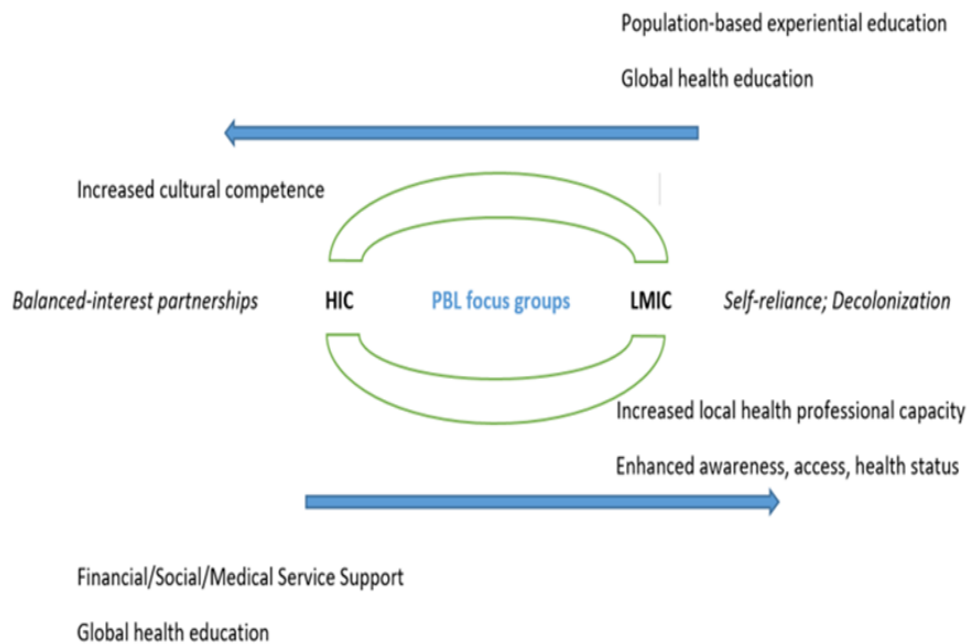 Population-based experiential education
Global health education
Increased cultural competence
Balanced-interest partnerships HIC PBL focus groups LMIC Self-reliance; Decolonization
Increased local health professional capacity
Enhanced awareness, access, health status
Financial/Social/Medical Service Support
Global health education